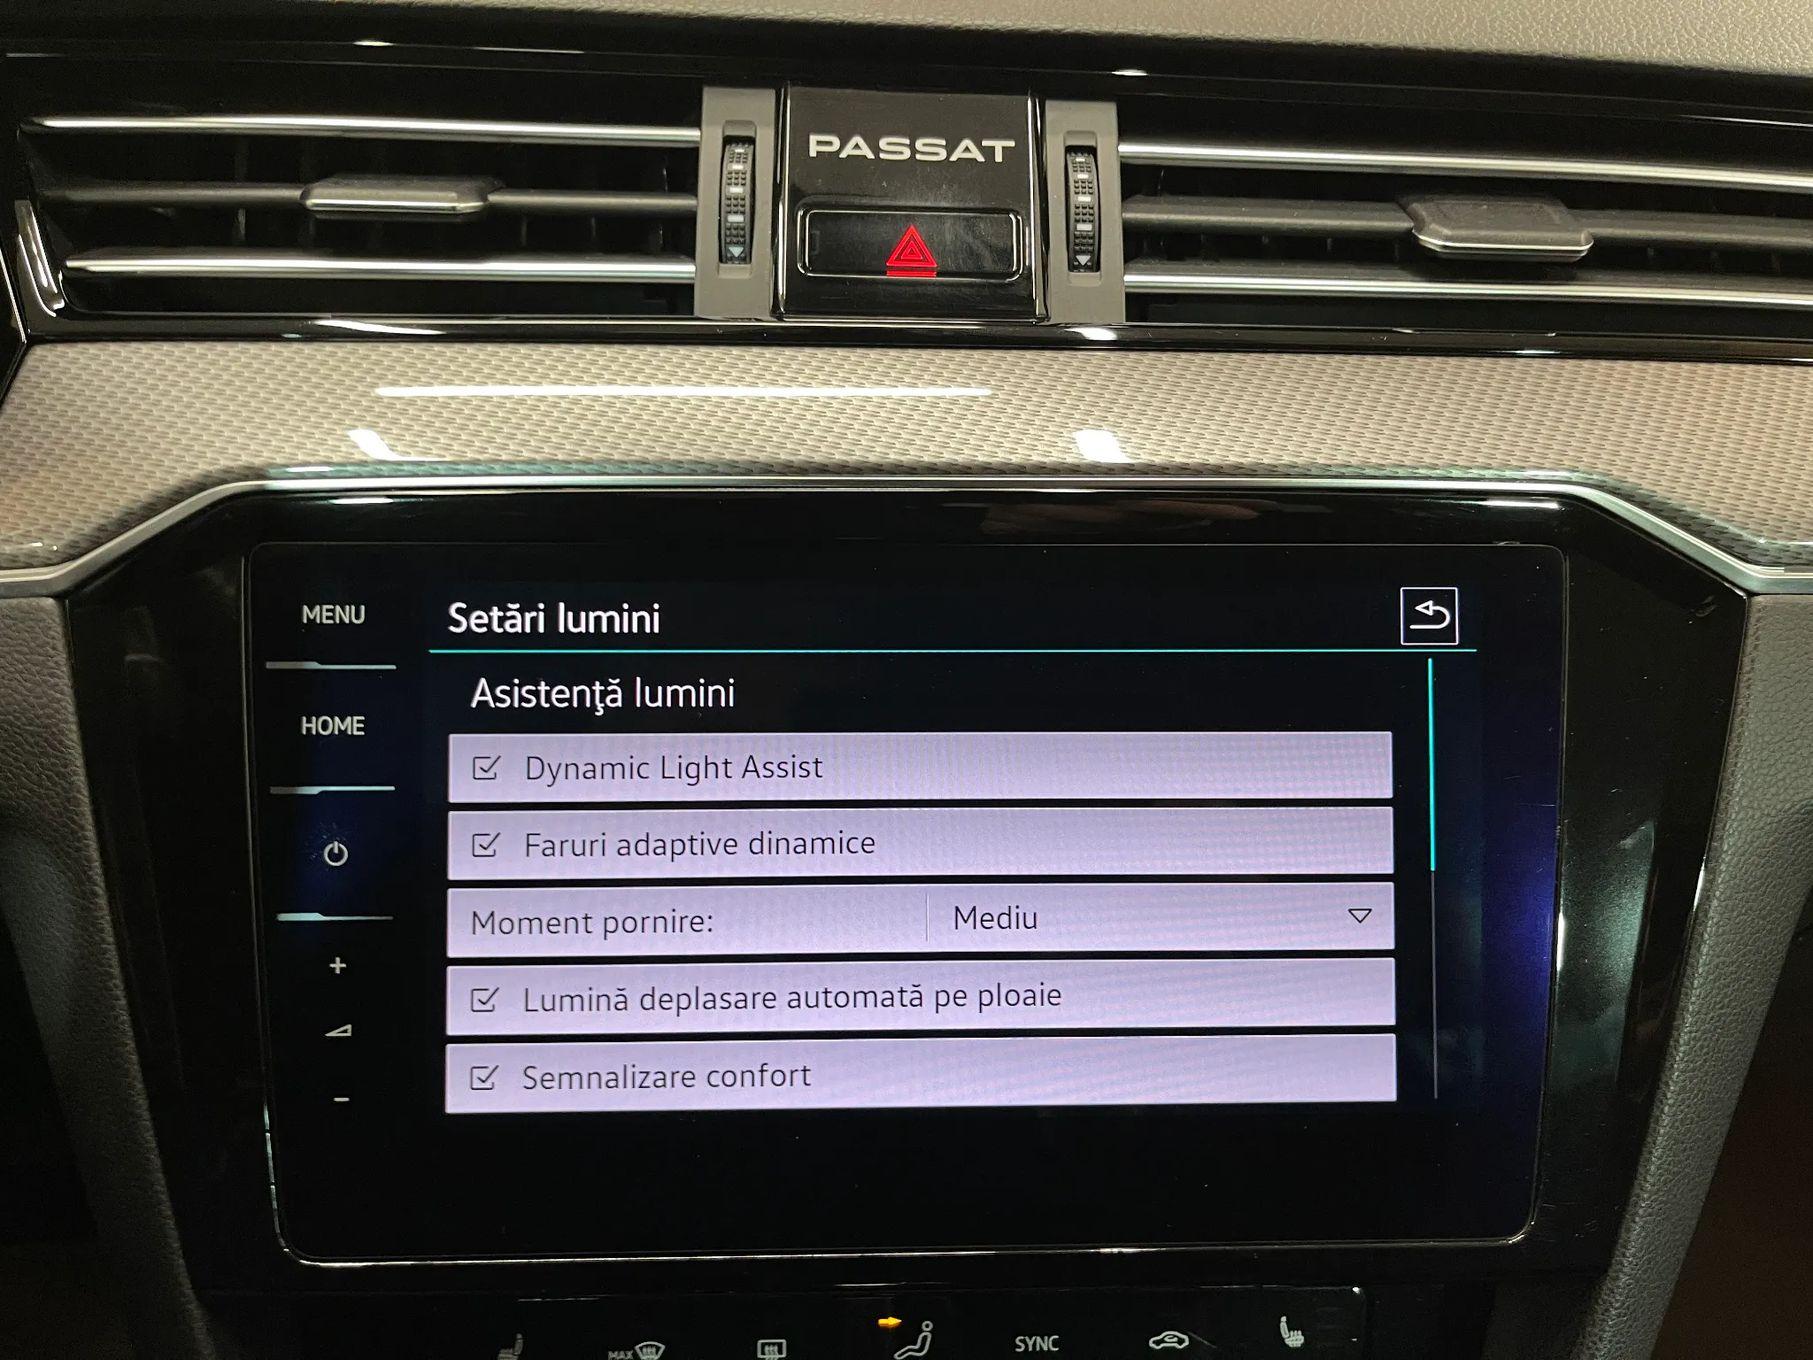 PASSAT
MENU
Setări lumini
Asistenţă lumini
HOME
Dynamic Light Assist
Faruri adaptive dinamice
Moment pornire: Mediu
Lumină deplasare automată pe ploaie
Semnalizare confort
+
−
MAX
SYNC